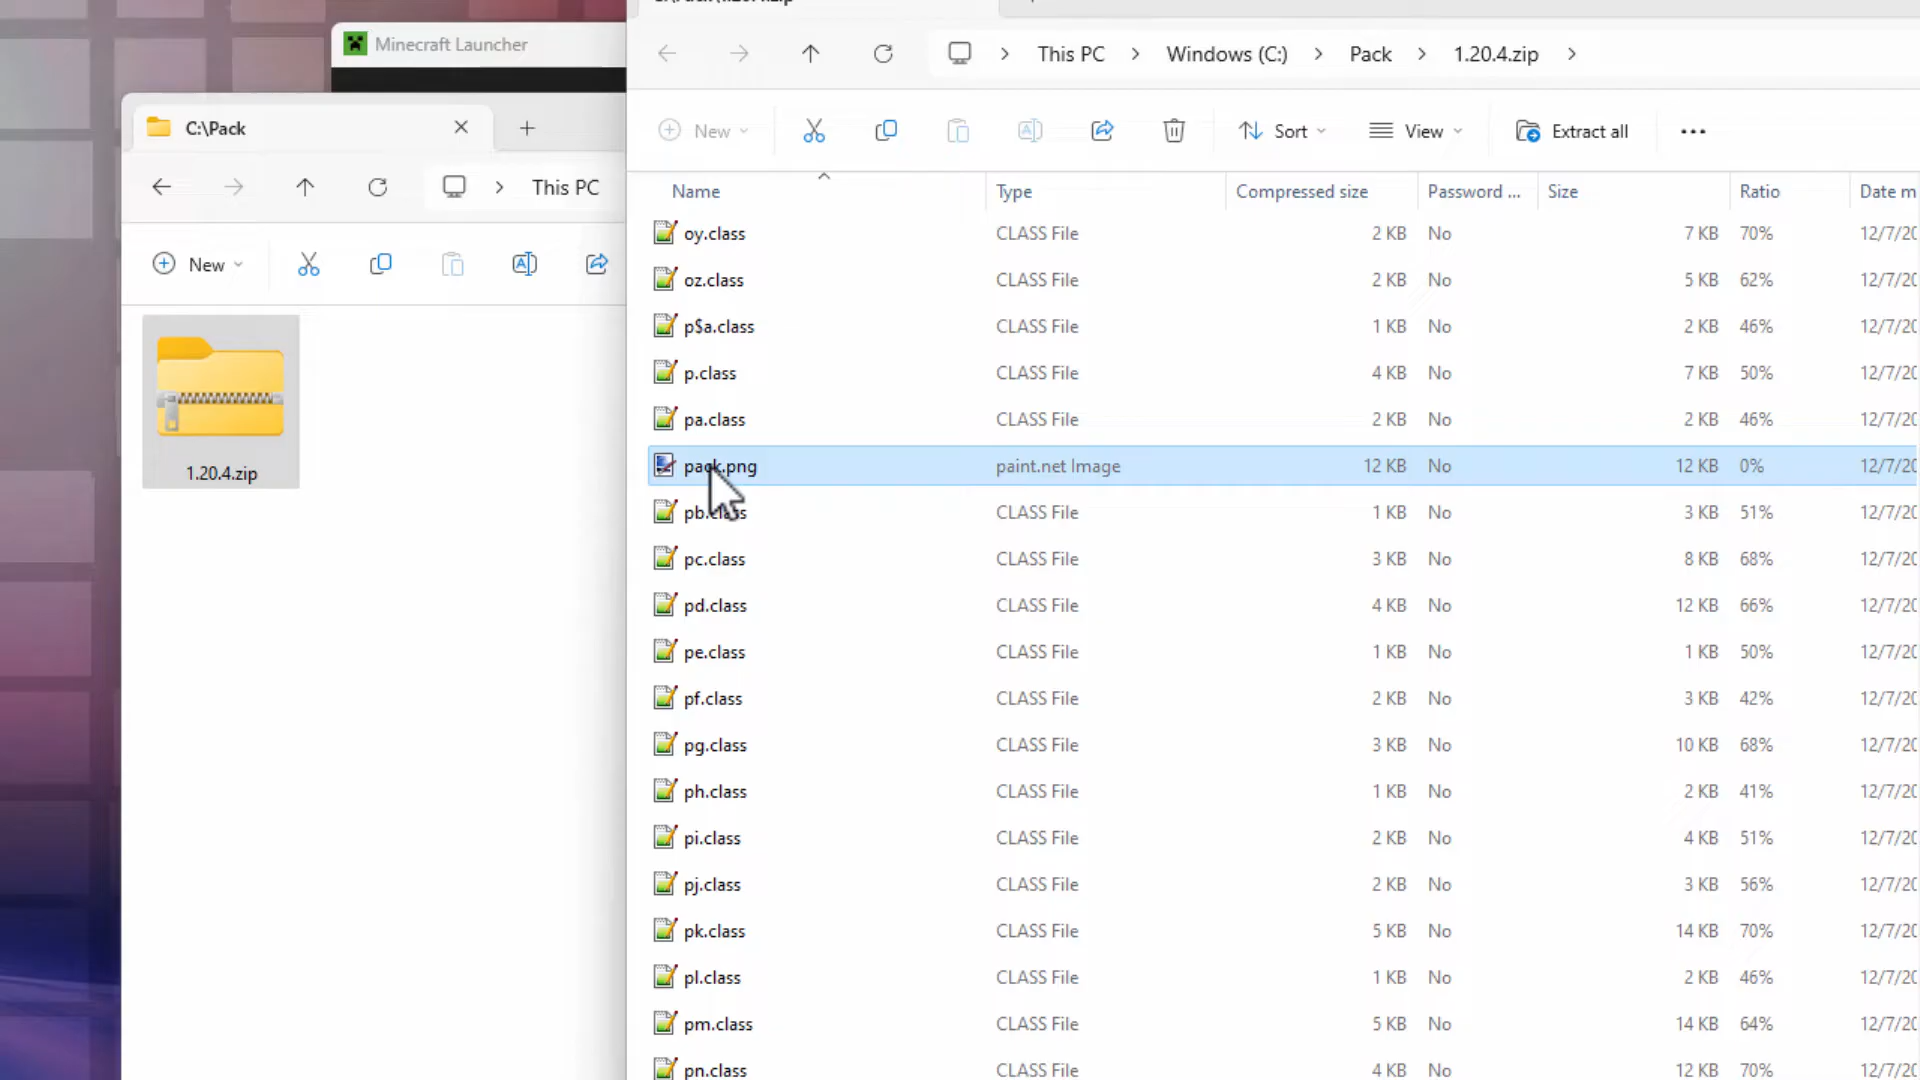 Minecraft Launcher
C:\Pack
This PC
New
1.20.4.zip
This PC Windows (C:) Pack 1.20.4.zip
New Sort View Extract all
Name Type Compressed size Password ... Size Ratio Date m
oy.class CLASS File 2 KB No 7 KB 70% 12/7/20
oz.class CLASS File 2 KB No 5 KB 62% 12/7/20
p$a.class CLASS File 1 KB No 2 KB 46% 12/7/20
p.class CLASS File 4 KB No 7 KB 50% 12/7/20
pa.class CLASS File 2 KB No 2 KB 46% 12/7/20
pack.png paint.net Image 12 KB No 12 KB 0% 12/7/20
pb.class CLASS File 1 KB No 3 KB 51% 12/7/20
pc.class CLASS File 3 KB No 8 KB 68% 12/7/20
pd.class CLASS File 4 KB No 12 KB 66% 12/7/20
pe.class CLASS File 1 KB No 1 KB 50% 12/7/20
pf.class CLASS File 2 KB No 3 KB 42% 12/7/20
pg.class CLASS File 3 KB No 10 KB 68% 12/7/20
ph.class CLASS File 1 KB No 2 KB 41% 12/7/20
pi.class CLASS File 2 KB No 4 KB 51% 12/7/20
pj.class CLASS File 2 KB No 3 KB 56% 12/7/20
pk.class CLASS File 5 KB No 14 KB 70% 12/7/20
pl.class CLASS File 1 KB No 2 KB 46% 12/7/20
pm.class CLASS File 5 KB No 14 KB 64% 12/7/20
pn.class CLASS File 4 KB No 12 KB 70% 12/7/20